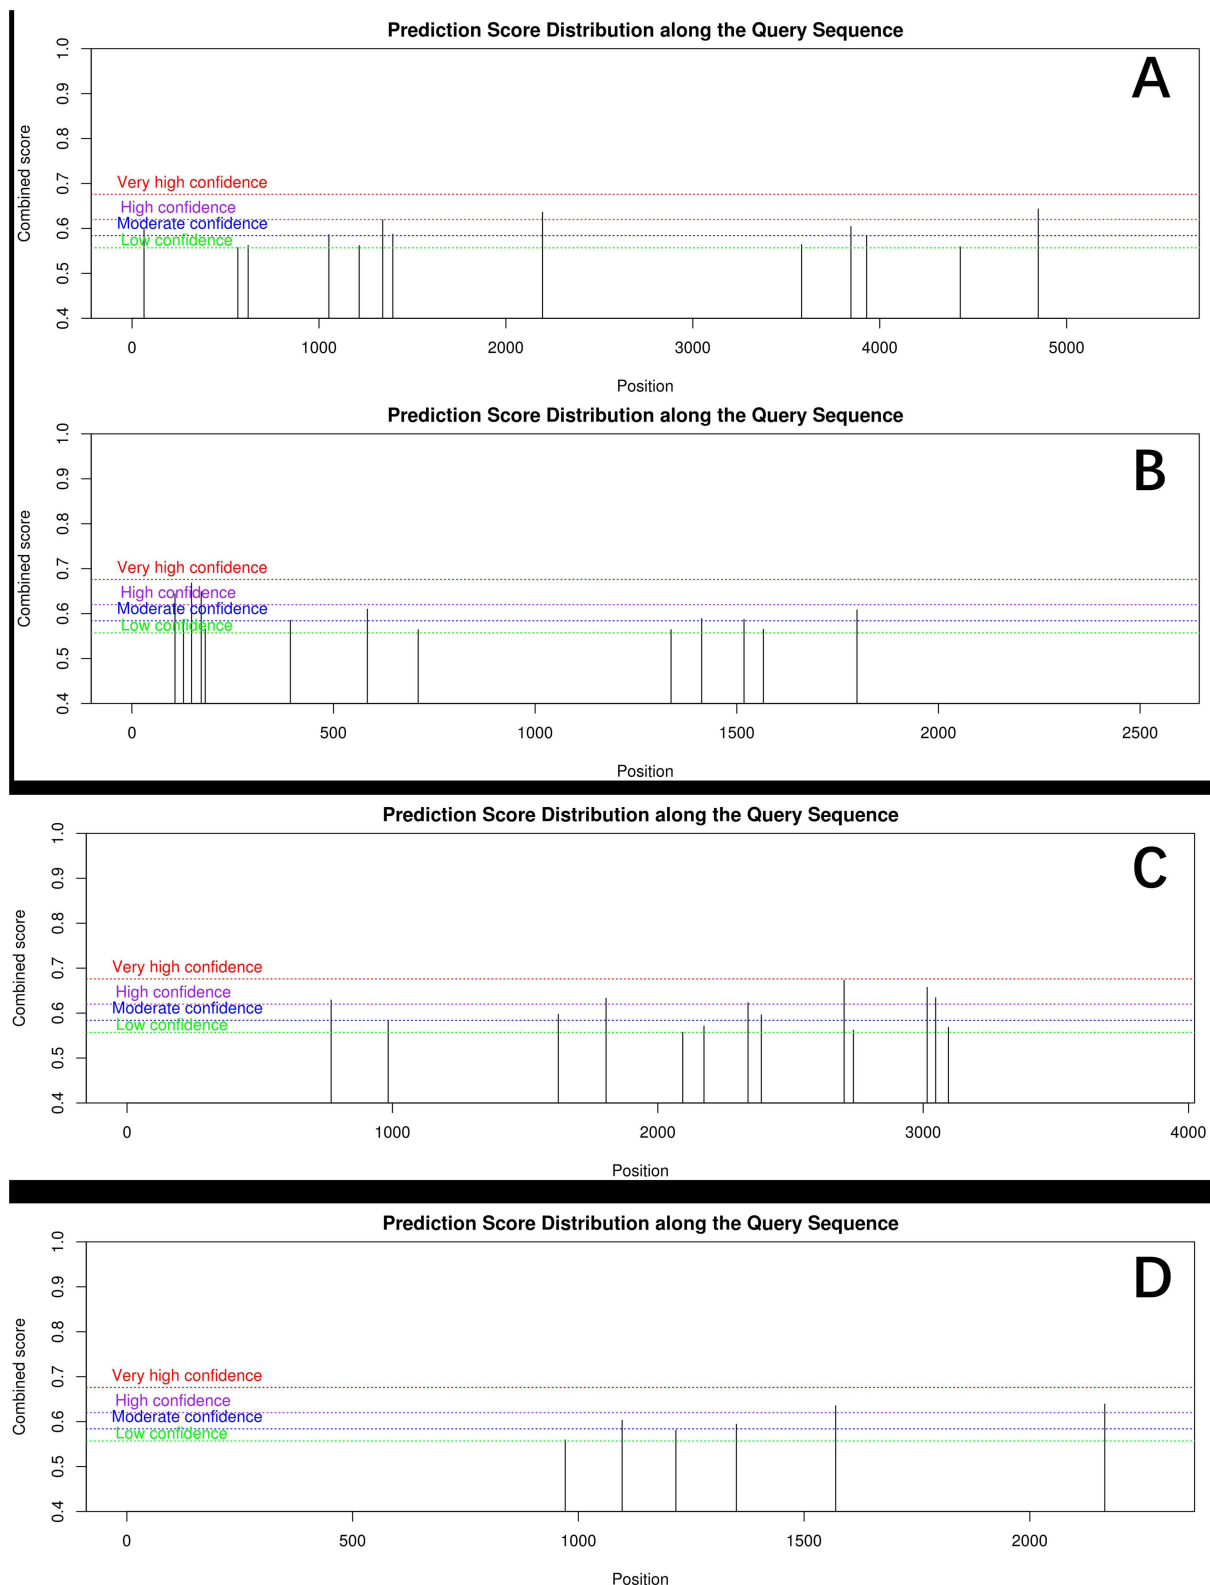 Prediction Score Distribution along the Query Sequence
A
Combined score
1.0
0.9
0.8
0.7
0.6
0.5
0.4
Very high confidence
High confidence
Moderate confidence
Low confidence
0 1000 2000 3000 4000 5000
Position
Prediction Score Distribution along the Query Sequence
B
Combined score
1.0
0.9
0.8
0.7
0.6
0.5
0.4
Very high confidence
High confidence
Moderate confidence
Low confidence
0 500 1000 1500 2000 2500
Position
Prediction Score Distribution along the Query Sequence
C
Combined score
1.0
0.9
0.8
0.7
0.6
0.5
0.4
Very high confidence
High confidence
Moderate confidence
Low confidence
0 1000 2000 3000 4000
Position
Prediction Score Distribution along the Query Sequence
D
Combined score
1.0
0.9
0.8
0.7
0.6
0.5
0.4
Very high confidence
High confidence
Moderate confidence
Low confidence
0 500 1000 1500 2000
Position